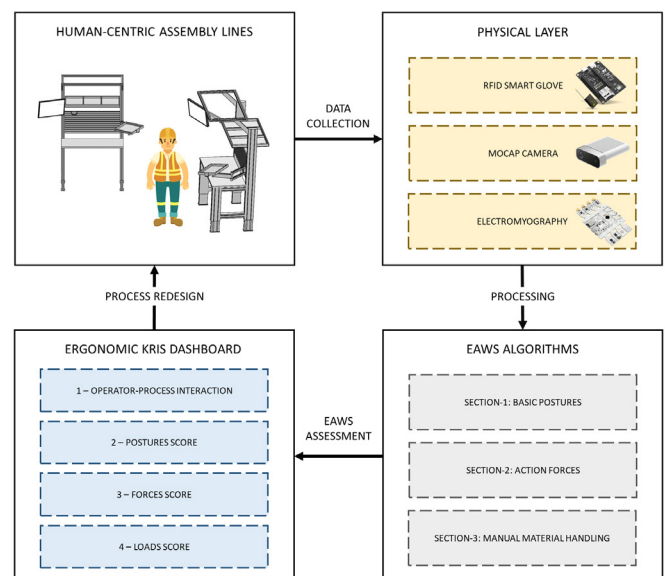 HUMAN-CENTRIC ASSEMBLY LINES
DATA
COLLECTION
PHYSICAL LAYER
RFID SMART GLOVE
MOCAP CAMERA
ELECTROMYOGRAPHY
PROCESS REDESIGN
PROCESSING
ERGONOMIC KRIS DASHBOARD
1 – OPERATOR-PROCESS INTERACTION
2 – POSTURES SCORE
3 – FORCES SCORE
4 – LOADS SCORE
EAWS
ASSESSMENT
EAWS ALGORITHMS
SECTION-1: BASIC POSTURES
SECTION-2: ACTION FORCES
SECTION-3: MANUAL MATERIAL HANDLING